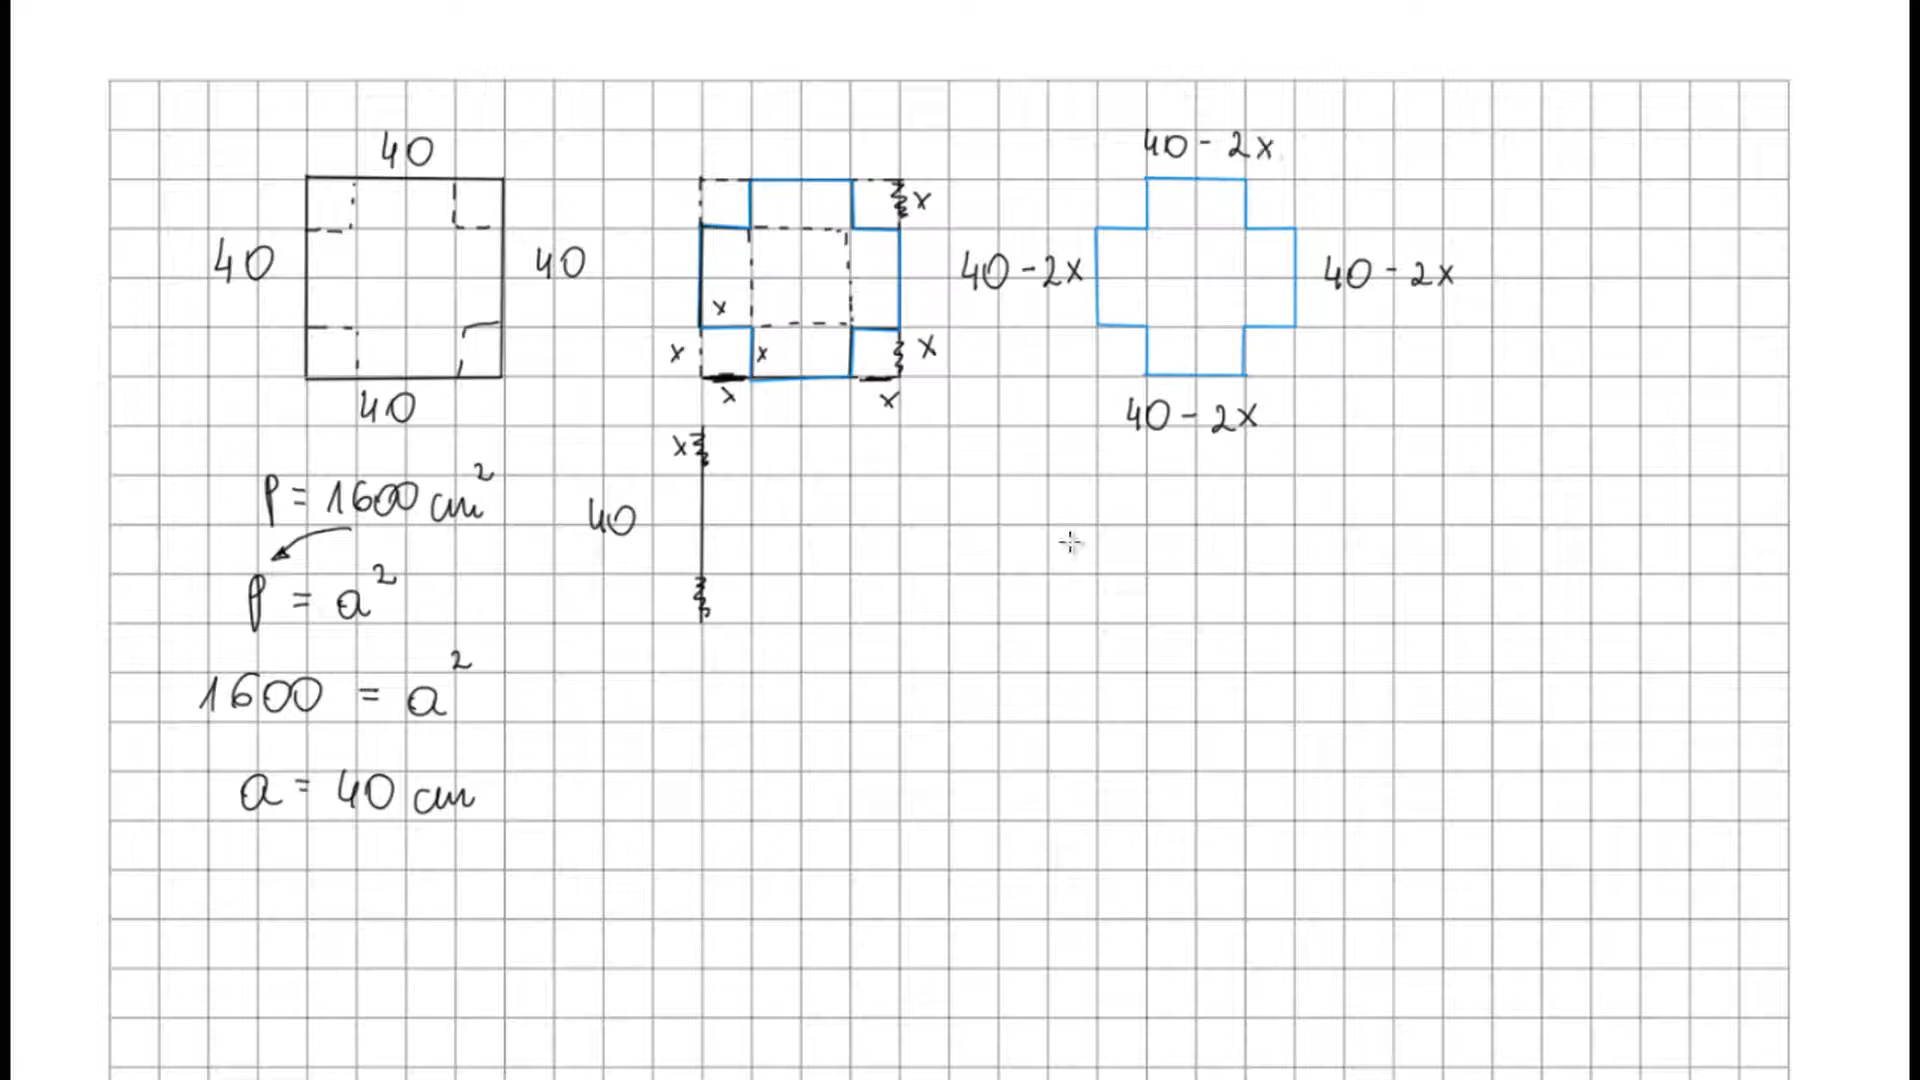 40
40
40
40
P = 1600 cm²
P = a²
1600 = a²
a = 40 cm
x
x
x
x
x
x
x
x
40
40 - 2x
40 - 2x
40 - 2x
40 - 2x